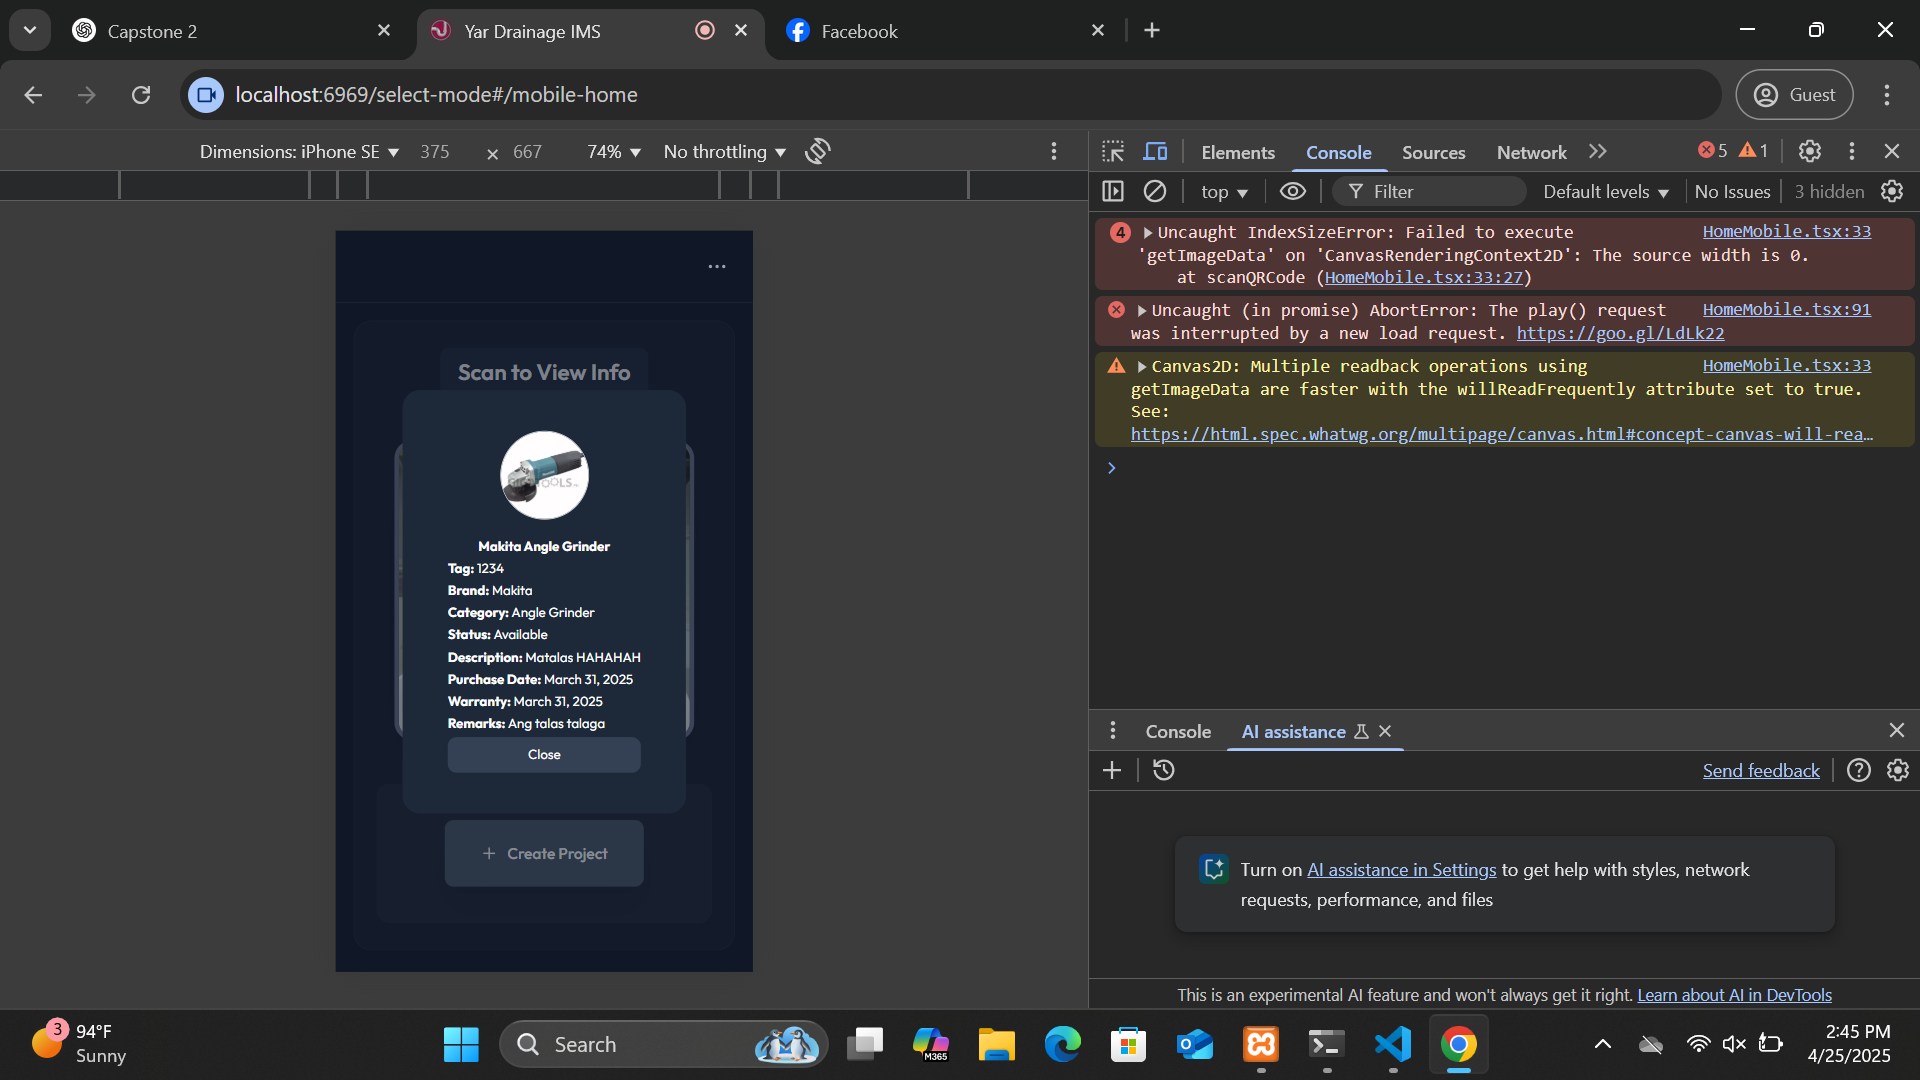 Capstone 2
Yar Drainage IMS
Facebook
localhost:6969/select-mode#/mobile-home
Guest
Dimensions: iPhone SE 375 × 667 74% No throttling
Elements Console Sources Network 5 1
top Filter Default levels No Issues 3 hidden
4 Uncaught IndexSizeError: Failed to execute HomeMobile.tsx:33
'getImageData' on 'CanvasRenderingContext2D': The source width is 0.
at scanQRCode (HomeMobile.tsx:33:27)
Uncaught (in promise) AbortError: The play() request HomeMobile.tsx:91
was interrupted by a new load request. https://goo.gl/LdLk22
Canvas2D: Multiple readback operations using HomeMobile.tsx:33
getImageData are faster with the willReadFrequently attribute set to true.
See:
https://html.spec.whatwg.org/multipage/canvas.html#concept-canvas-will-rea…
Scan to View Info
Makita Angle Grinder
Tag: 1234
Brand: Makita
Category: Angle Grinder
Status: Available
Description: Matalas HAHAHAH
Purchase Date: March 31, 2025
Warranty: March 31, 2025
Remarks: Ang talas talaga
Close
+ Create Project
Console AI assistance
Send feedback
Turn on AI assistance in Settings to get help with styles, network
requests, performance, and files
This is an experimental AI feature and won't always get it right. Learn about AI in DevTools
3
94°F
Sunny
Search
M365
2:45 PM
4/25/2025